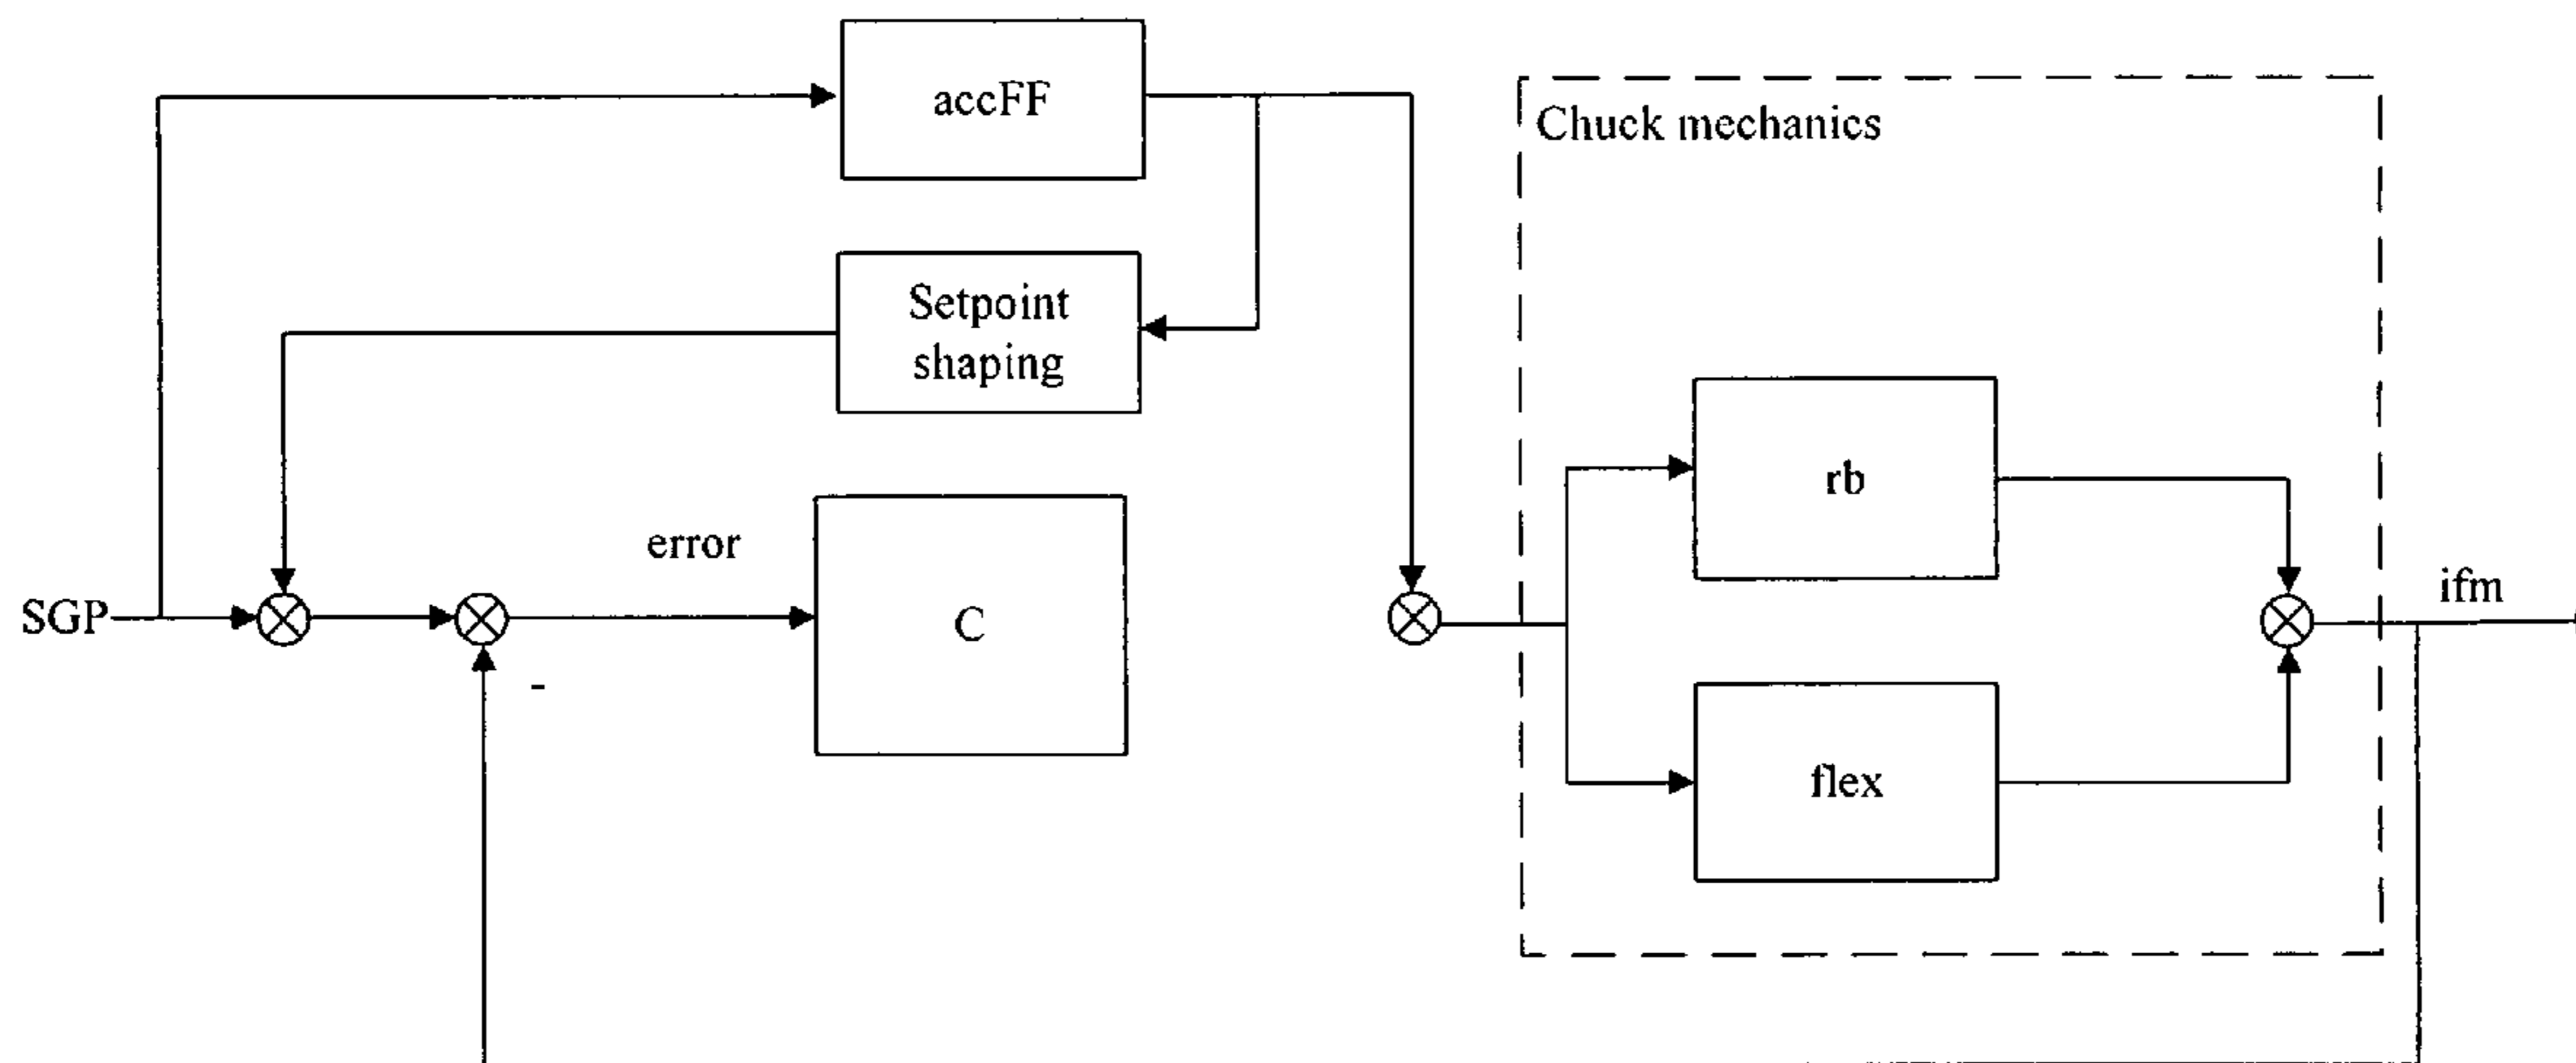 accFF
Chuck mechanics
Setpoint
shaping
rb
error
ifm
SGP
C
-
flex